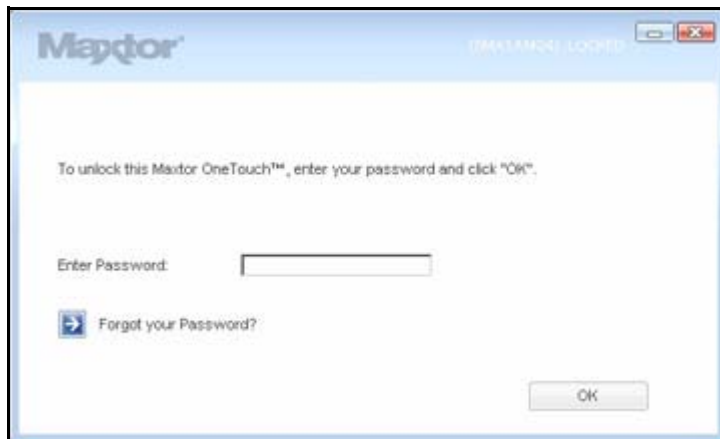 Maxtor
To unlock this Maxtor OneTouch™, enter your password and click "OK".
Enter Password:
Forgot your Password?
OK